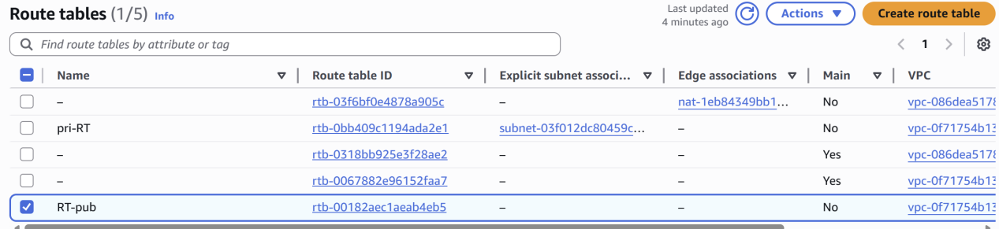 Route tables (1/5) Info
Last updated
4 minutes ago
Actions
Create route table
Find route tables by attribute or tag
1
Name Route table ID Explicit subnet associ... Edge associations Main VPC
– rtb-03f6bf0e4878a905c – nat-1eb84349bb1... No vpc-086dea5178
pri-RT rtb-0bb409c1194ada2e1 subnet-03f012dc80459c... – No vpc-0f71754b13
– rtb-0318bb925e3f28ae2 – – Yes vpc-086dea5178
– rtb-0067882e96152faa7 – – Yes vpc-0f71754b13
RT-pub rtb-00182aec1aeab4eb5 – – No vpc-0f71754b13